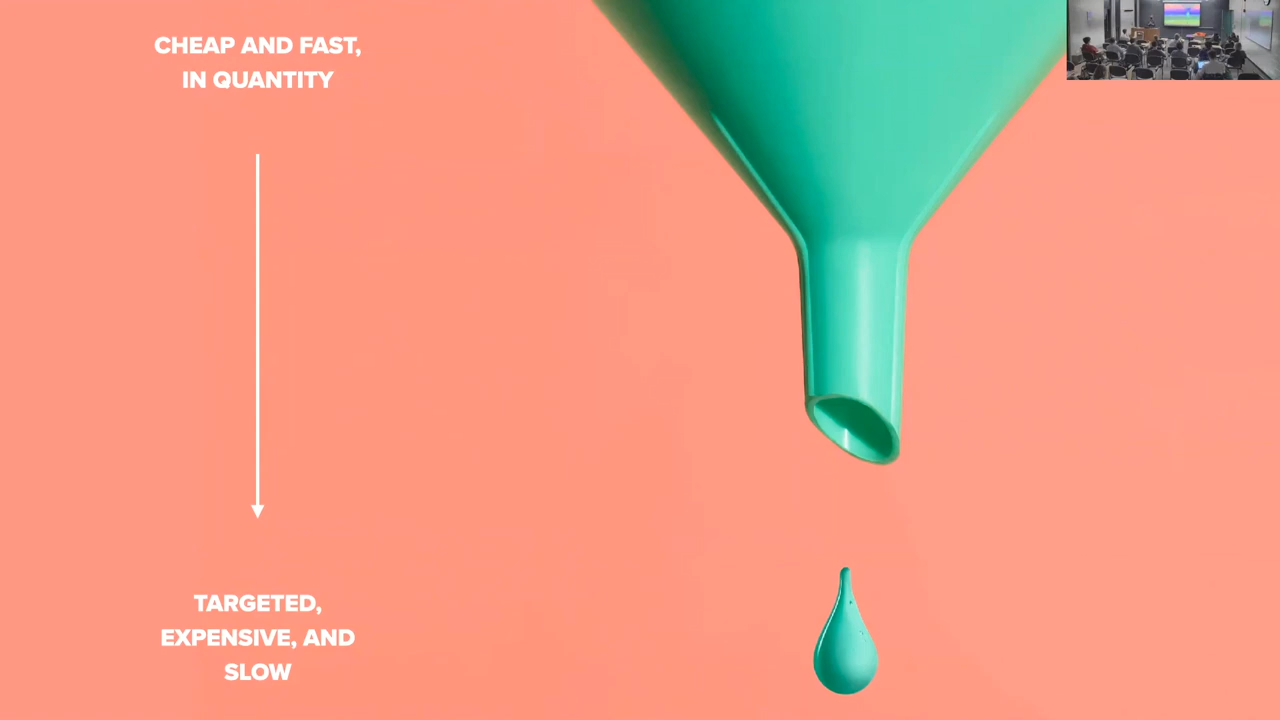 CHEAP AND FAST,
IN QUANTITY
TARGETED,
EXPENSIVE, AND
SLOW